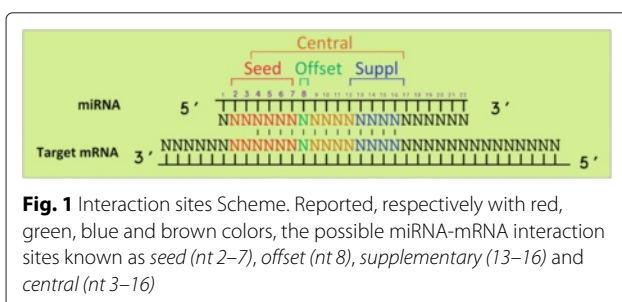 Central
Seed Offset Suppl
1 2 3 4 5 6 7 8 9 10 11 12 13 14 15 16 17 18 19 20 21 22
miRNA 5 ′ 3 ′
NNNNNNNNNNNNNNNNNNNNNN
Target mRNA 3 ′ NNNNNNNNNNNNNNNNNNNNNNNNNNNNNNNNNNN 5 ′
Fig. 1 Interaction sites Scheme. Reported, respectively with red,
green, blue and brown colors, the possible miRNA-mRNA interaction
sites known as seed (nt 2–7), offset (nt 8), supplementary (13–16) and
central (nt 3–16)